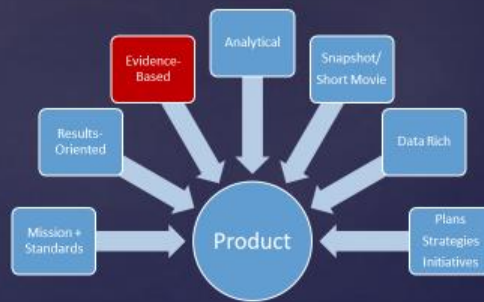 Analytical
Evidence-
Based
Snapshot/
Short Movie
Results-
Oriented
Data Rich
Mission +
Standards
Product
Plans
Strategies
Initiatives